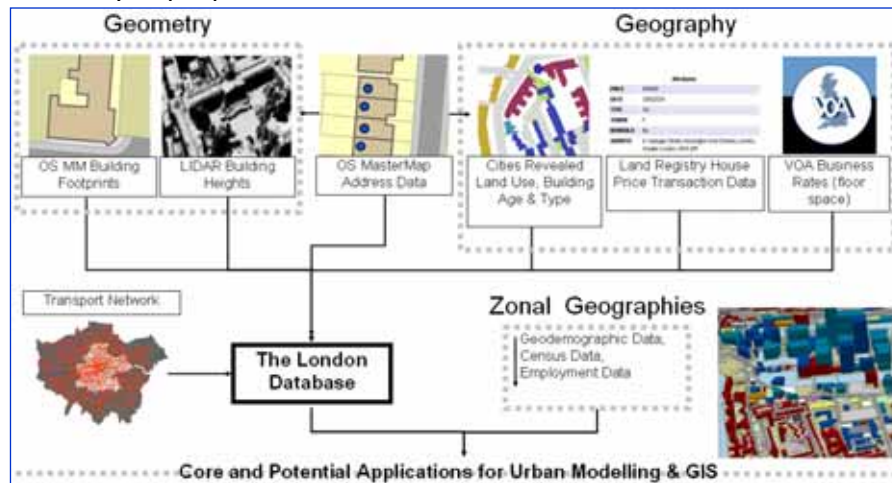 Geometry
Geography
OS MM Building
Footprints
LIDAR Building
Heights
OS MasterMap
Address Data
Cities Revealed
Land Use, Building
Age & Type
Land Registry House
Price Transaction Data
VOA
VOA Business
Rates (floor
space)
Transport Network
The London
Database
Zonal Geographies
Geodemographic Data,
Census Data,
Employment Data
Core and Potential Applications for Urban Modelling & GIS